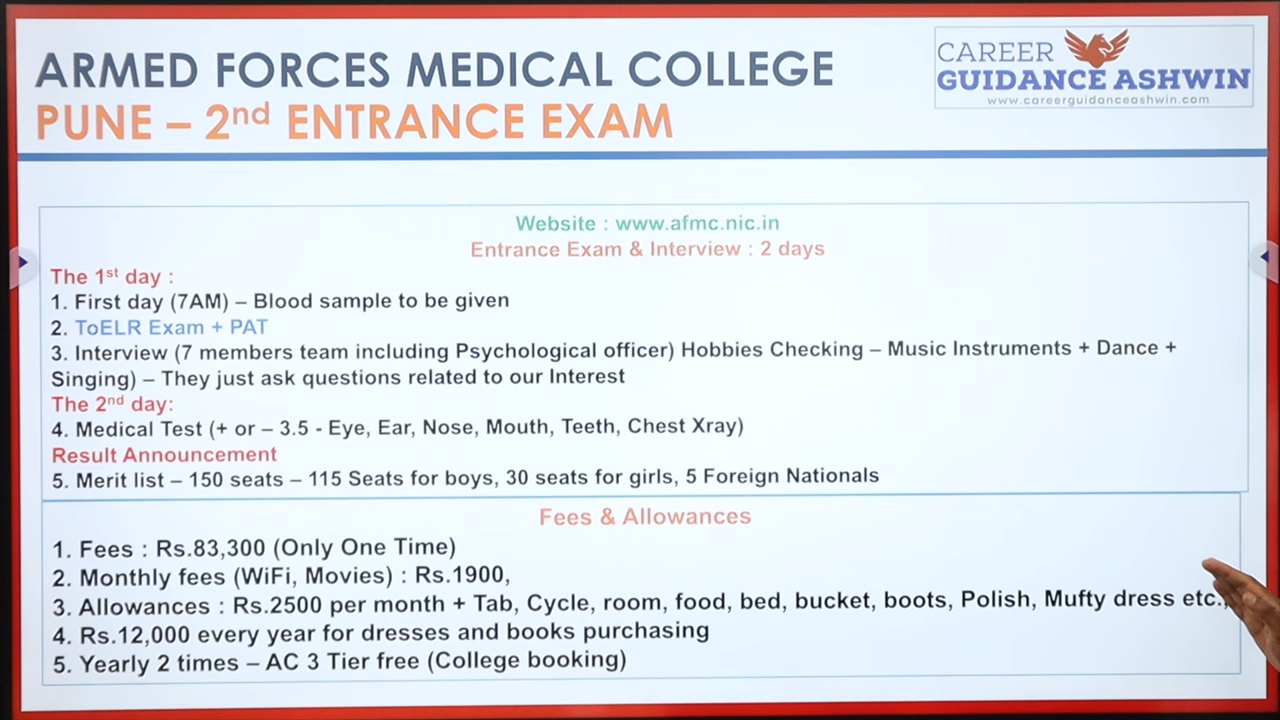 ARMED FORCES MEDICAL COLLEGE
PUNE – 2nd ENTRANCE EXAM
CAREER
GUIDANCE ASHWIN
www.careerguidanceashwin.com
Website : www.afmc.nic.in
Entrance Exam & Interview : 2 days
The 1st day :
1. First day (7AM) – Blood sample to be given
2. ToELR Exam + PAT
3. Interview (7 members team including Psychological officer) Hobbies Checking – Music Instruments + Dance +
Singing) – They just ask questions related to our Interest
The 2nd day:
4. Medical Test (+ or – 3.5 - Eye, Ear, Nose, Mouth, Teeth, Chest Xray)
Result Announcement
5. Merit list – 150 seats – 115 Seats for boys, 30 seats for girls, 5 Foreign Nationals
Fees & Allowances
1. Fees : Rs.83,300 (Only One Time)
2. Monthly fees (WiFi, Movies) : Rs.1900,
3. Allowances : Rs.2500 per month + Tab, Cycle, room, food, bed, bucket, boots, Polish, Mufty dress etc.,
4. Rs.12,000 every year for dresses and books purchasing
5. Yearly 2 times – AC 3 Tier free (College booking)